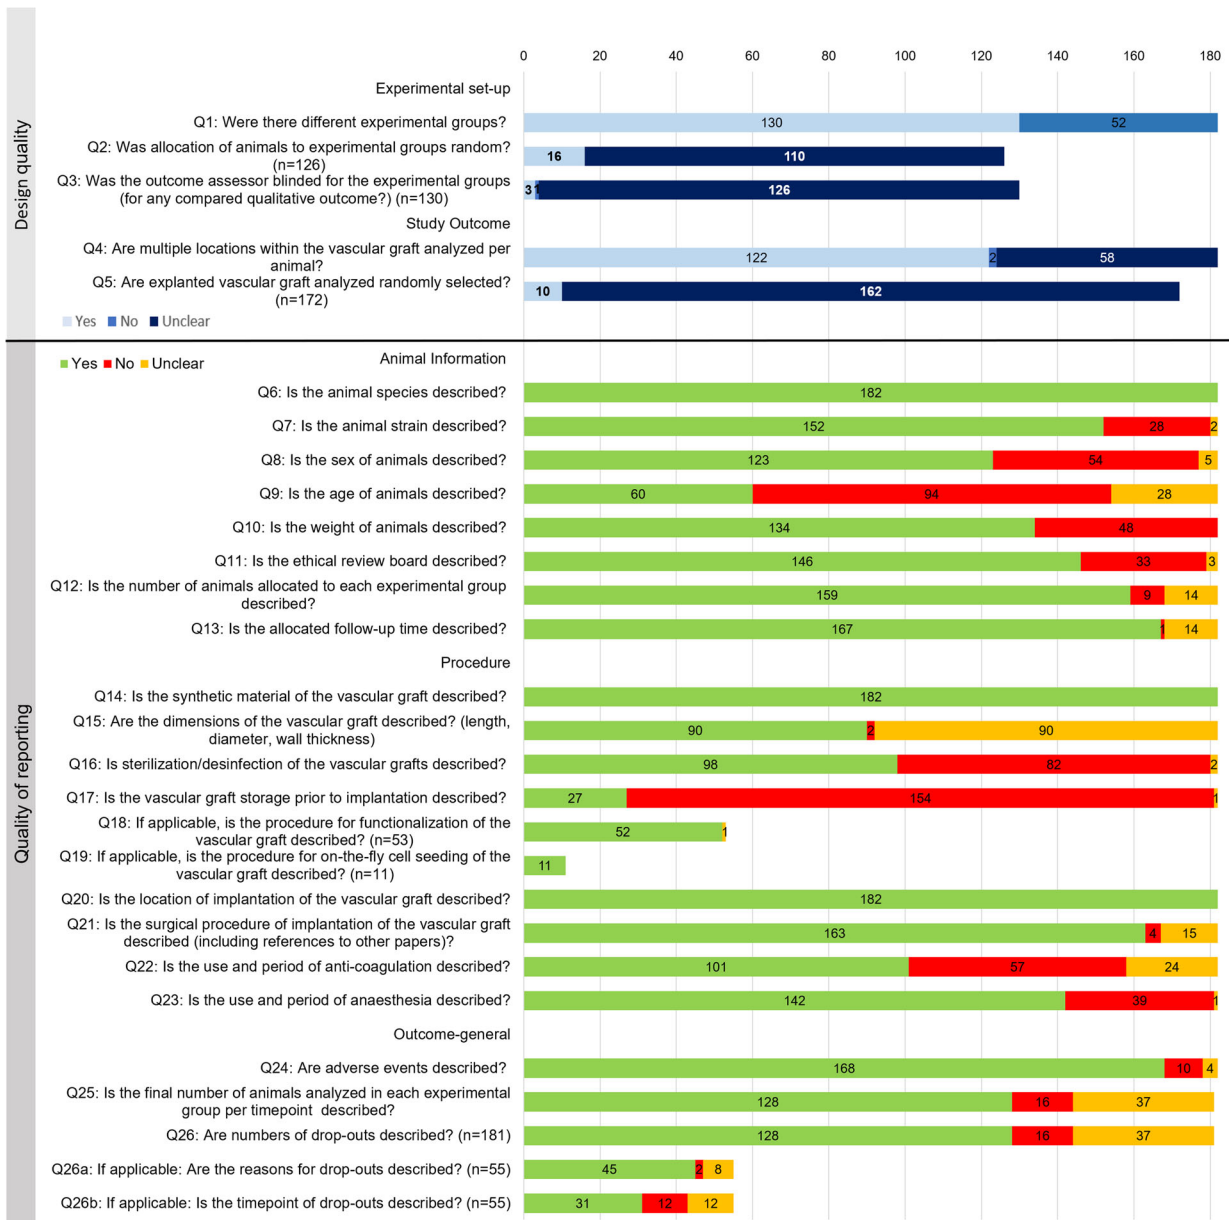 0 20 40 60 80 100 120 140 160 180
Design quality
Experimental set-up
Q1: Were there different experimental groups?
130 52
Q2: Was allocation of animals to experimental groups random?
(n=126)
16 110
Q3: Was the outcome assessor blinded for the experimental groups
(for any compared qualitative outcome?) (n=130)
3 1 126
Study Outcome
Q4: Are multiple locations within the vascular graft analyzed per
animal?
122 2 58
Q5: Are explanted vascular graft analyzed randomly selected?
(n=172)
10 162
Yes No Unclear
Quality of reporting
Yes No Unclear
Animal Information
Q6: Is the animal species described?
182
Q7: Is the animal strain described?
152 28 2
Q8: Is the sex of animals described?
123 54 5
Q9: Is the age of animals described?
60 94 28
Q10: Is the weight of animals described?
134 48
Q11: Is the ethical review board described?
146 33 3
Q12: Is the number of animals allocated to each experimental group
described?
159 9 14
Q13: Is the allocated follow-up time described?
167 1 14
Procedure
Q14: Is the synthetic material of the vascular graft described?
182
Q15: Are the dimensions of the vascular graft described? (length,
diameter, wall thickness)
90 2 90
Q16: Is sterilization/desinfection of the vascular grafts described?
98 82 2
Q17: Is the vascular graft storage prior to implantation described?
27 154 1
Q18: If applicable, is the procedure for functionalization of the
vascular graft described? (n=53)
52 1
Q19: If applicable, is the procedure for on-the-fly cell seeding of the
vascular graft described? (n=11)
11
Q20: Is the location of implantation of the vascular graft described?
182
Q21: Is the surgical procedure of implantation of the vascular graft
described (including references to other papers)?
163 4 15
Q22: Is the use and period of anti-coagulation described?
101 57 24
Q23: Is the use and period of anaesthesia described?
142 39 1
Outcome-general
Q24: Are adverse events described?
168 10 4
Q25: Is the final number of animals analyzed in each experimental
group per timepoint described?
128 16 37
Q26: Are numbers of drop-outs described? (n=181)
128 16 37
Q26a: If applicable: Are the reasons for drop-outs described? (n=55)
45 2 8
Q26b: If applicable: Is the timepoint of drop-outs described? (n=55)
31 12 12